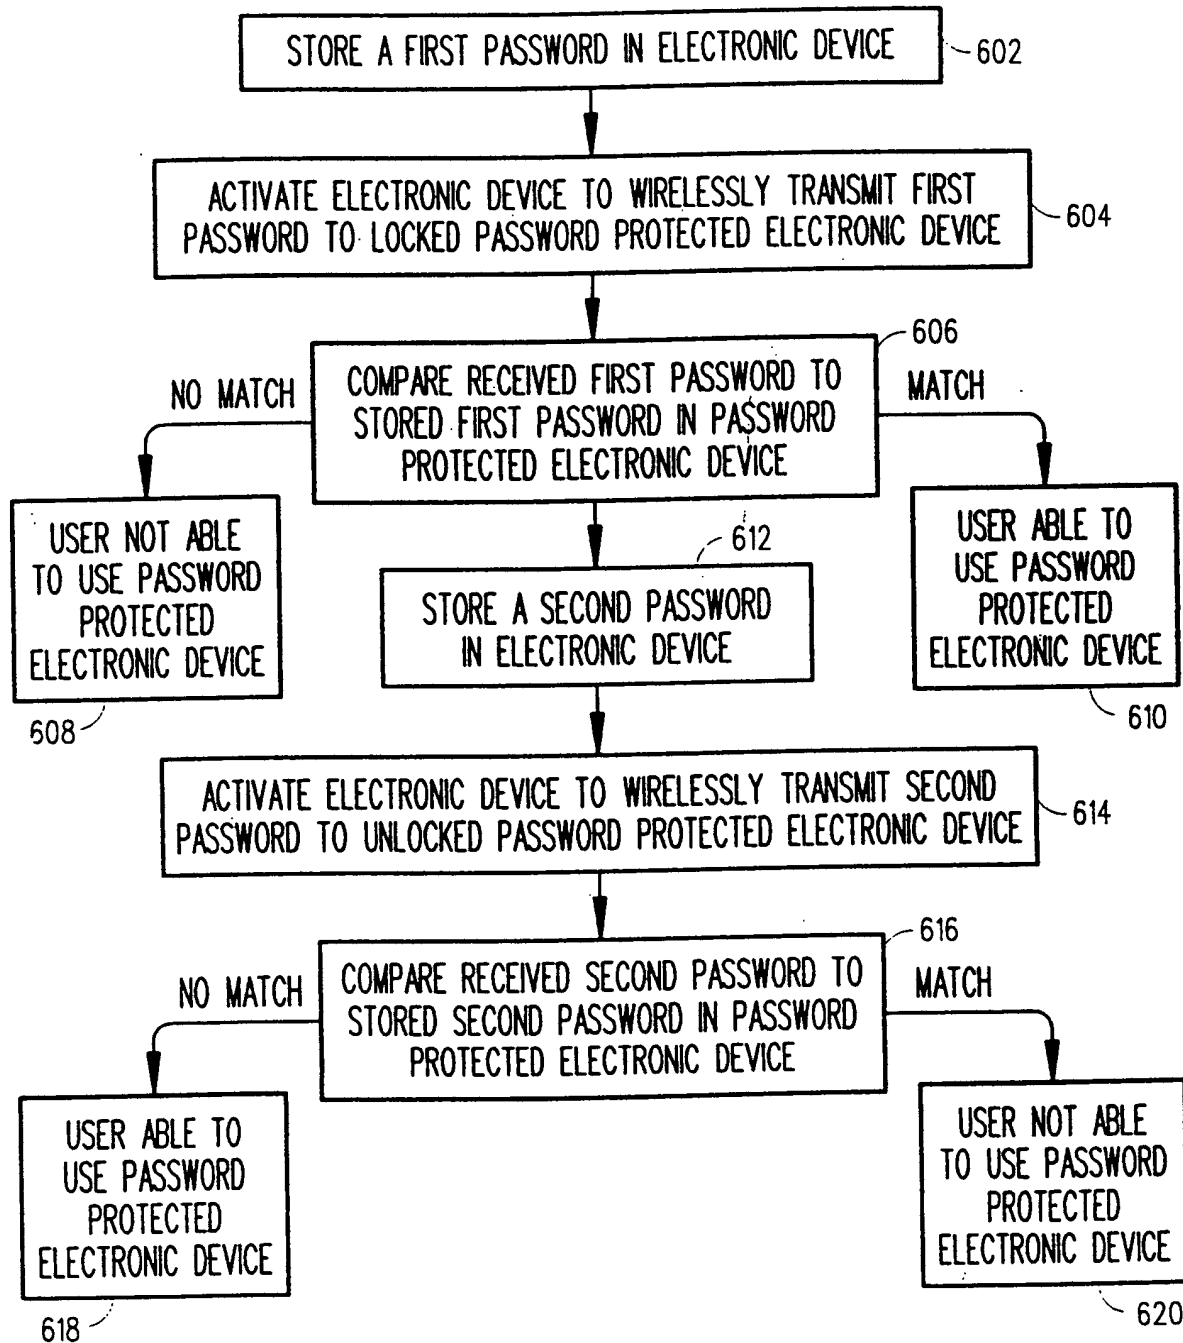 STORE A FIRST PASSWORD IN ELECTRONIC DEVICE
602
ACTIVATE ELECTRONIC DEVICE TO WIRELESSLY TRANSMIT FIRST
PASSWORD TO LOCKED PASSWORD PROTECTED ELECTRONIC DEVICE
604
606
NO MATCH
COMPARE RECEIVED FIRST PASSWORD TO
STORED FIRST PASSWORD IN PASSWORD
PROTECTED ELECTRONIC DEVICE
MATCH
USER NOT ABLE
TO USE PASSWORD
PROTECTED
ELECTRONIC DEVICE
608
USER ABLE TO
USE PASSWORD
PROTECTED
ELECTRONIC DEVICE
610
612
STORE A SECOND PASSWORD
IN ELECTRONIC DEVICE
ACTIVATE ELECTRONIC DEVICE TO WIRELESSLY TRANSMIT SECOND
PASSWORD TO UNLOCKED PASSWORD PROTECTED ELECTRONIC DEVICE
614
616
NO MATCH
COMPARE RECEIVED SECOND PASSWORD TO
STORED SECOND PASSWORD IN PASSWORD
PROTECTED ELECTRONIC DEVICE
MATCH
USER ABLE TO
USE PASSWORD
PROTECTED
ELECTRONIC DEVICE
618
USER NOT ABLE
TO USE PASSWORD
PROTECTED
ELECTRONIC DEVICE
620